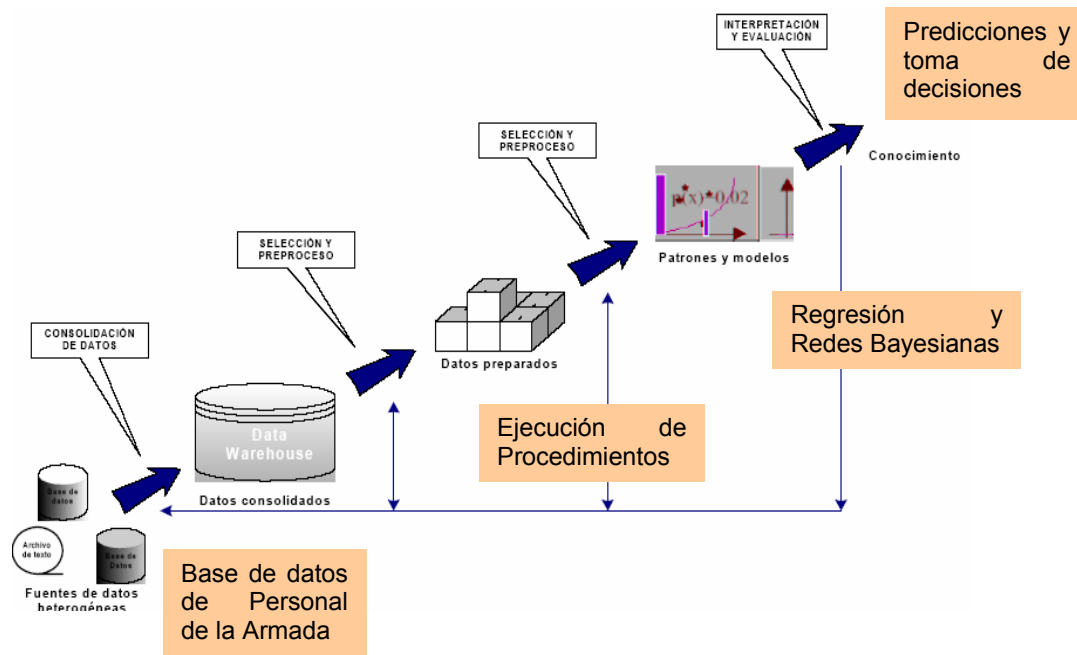 INTERPRETACIÓN
Y EVALUACIÓN
Predicciones y
toma de
decisiones
Conocimiento
SELECCIÓN Y
PREPROCESO
p(x)*0.02
Patrones y modelos
Regresión y
Redes Bayesianas
SELECCIÓN Y
PREPROCESO
Datos preparados
Ejecución de
Procedimientos
CONSOLIDACIÓN
DE DATOS
Data
Warehouse
Datos consolidados
Base de
datos
Archivo
de texto
Base de
Datos
Fuentes de datos
heterogéneas
Base de datos
de Personal
de la Armada